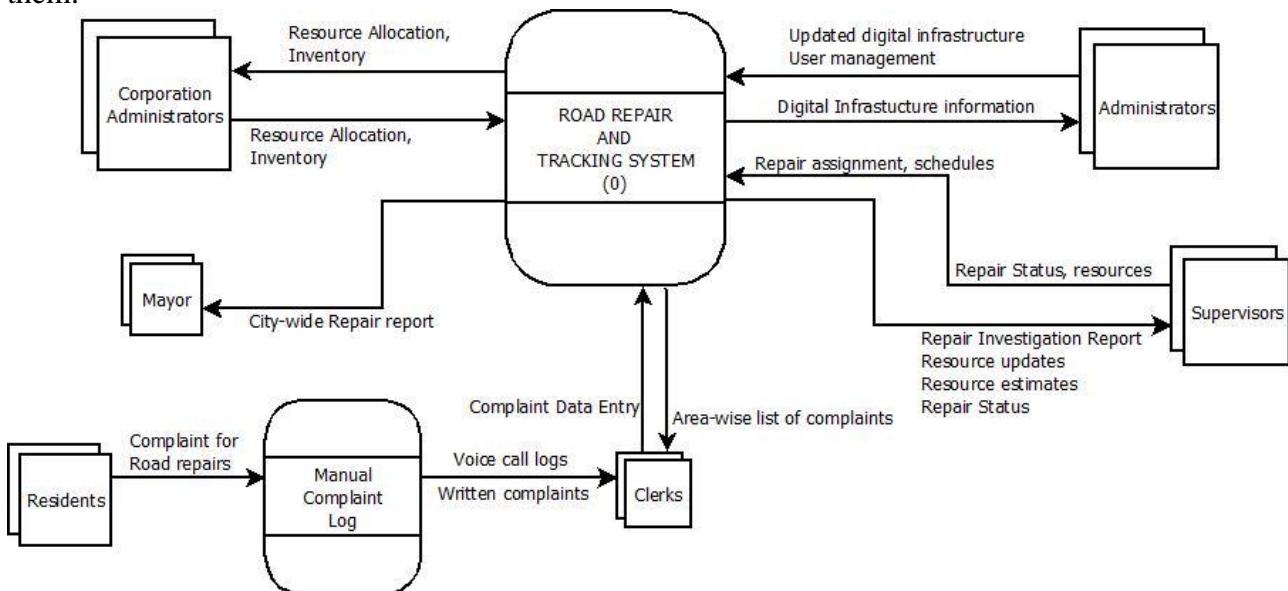 them.
Resource Allocation,
Inventory
Corporation
Administrators
Resource Allocation,
Inventory
ROAD REPAIR
AND
TRACKING SYSTEM
(0)
Updated digital infrastructure
User management
Digital Infrastucture information
Administrators
Repair assignment, schedules
Repair Status, resources
Supervisors
Repair Investigation Report
Resource updates
Resource estimates
Repair Status
Mayor
City-wide Repair report
Complaint Data Entry
Area-wise list of complaints
Residents
Complaint for
Road repairs
Manual
Complaint
Log
Voice call logs
Written complaints
Clerks